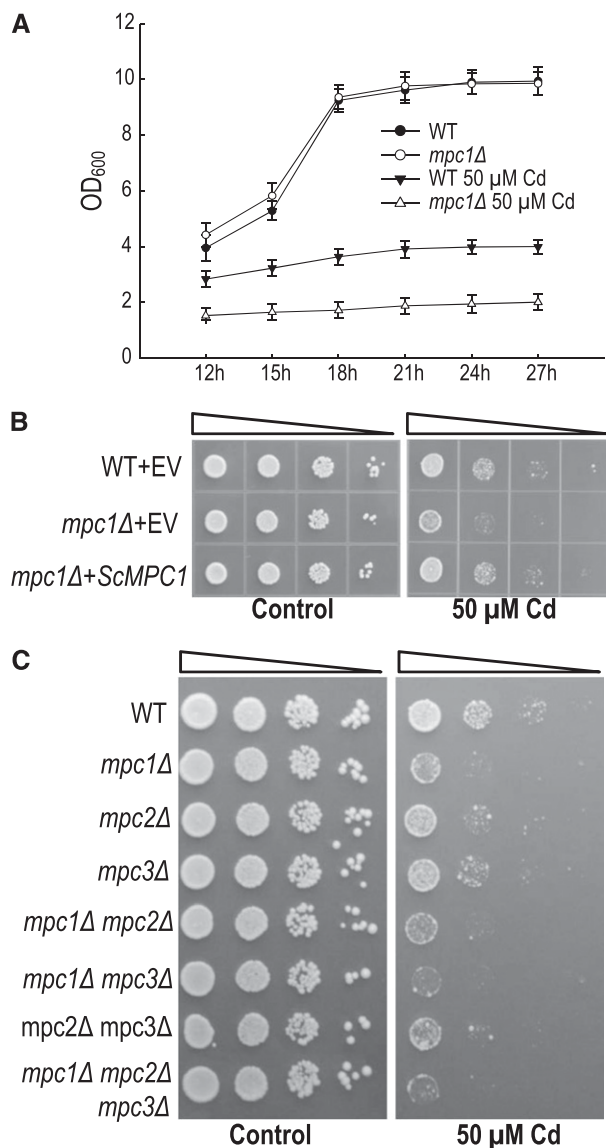 A
12
10
8
6
4
2
0
OD600
WT
mpc1Δ
WT 50 µM Cd
mpc1Δ 50 µM Cd
12h 15h 18h 21h 24h 27h
B
WT+EV
mpc1Δ+EV
mpc1Δ+ScMPC1
Control 50 µM Cd
C
WT
mpc1Δ
mpc2Δ
mpc3Δ
mpc1Δ mpc2Δ
mpc1Δ mpc3Δ
mpc2Δ mpc3Δ
mpc1Δ mpc2Δ
mpc3Δ
Control 50 µM Cd